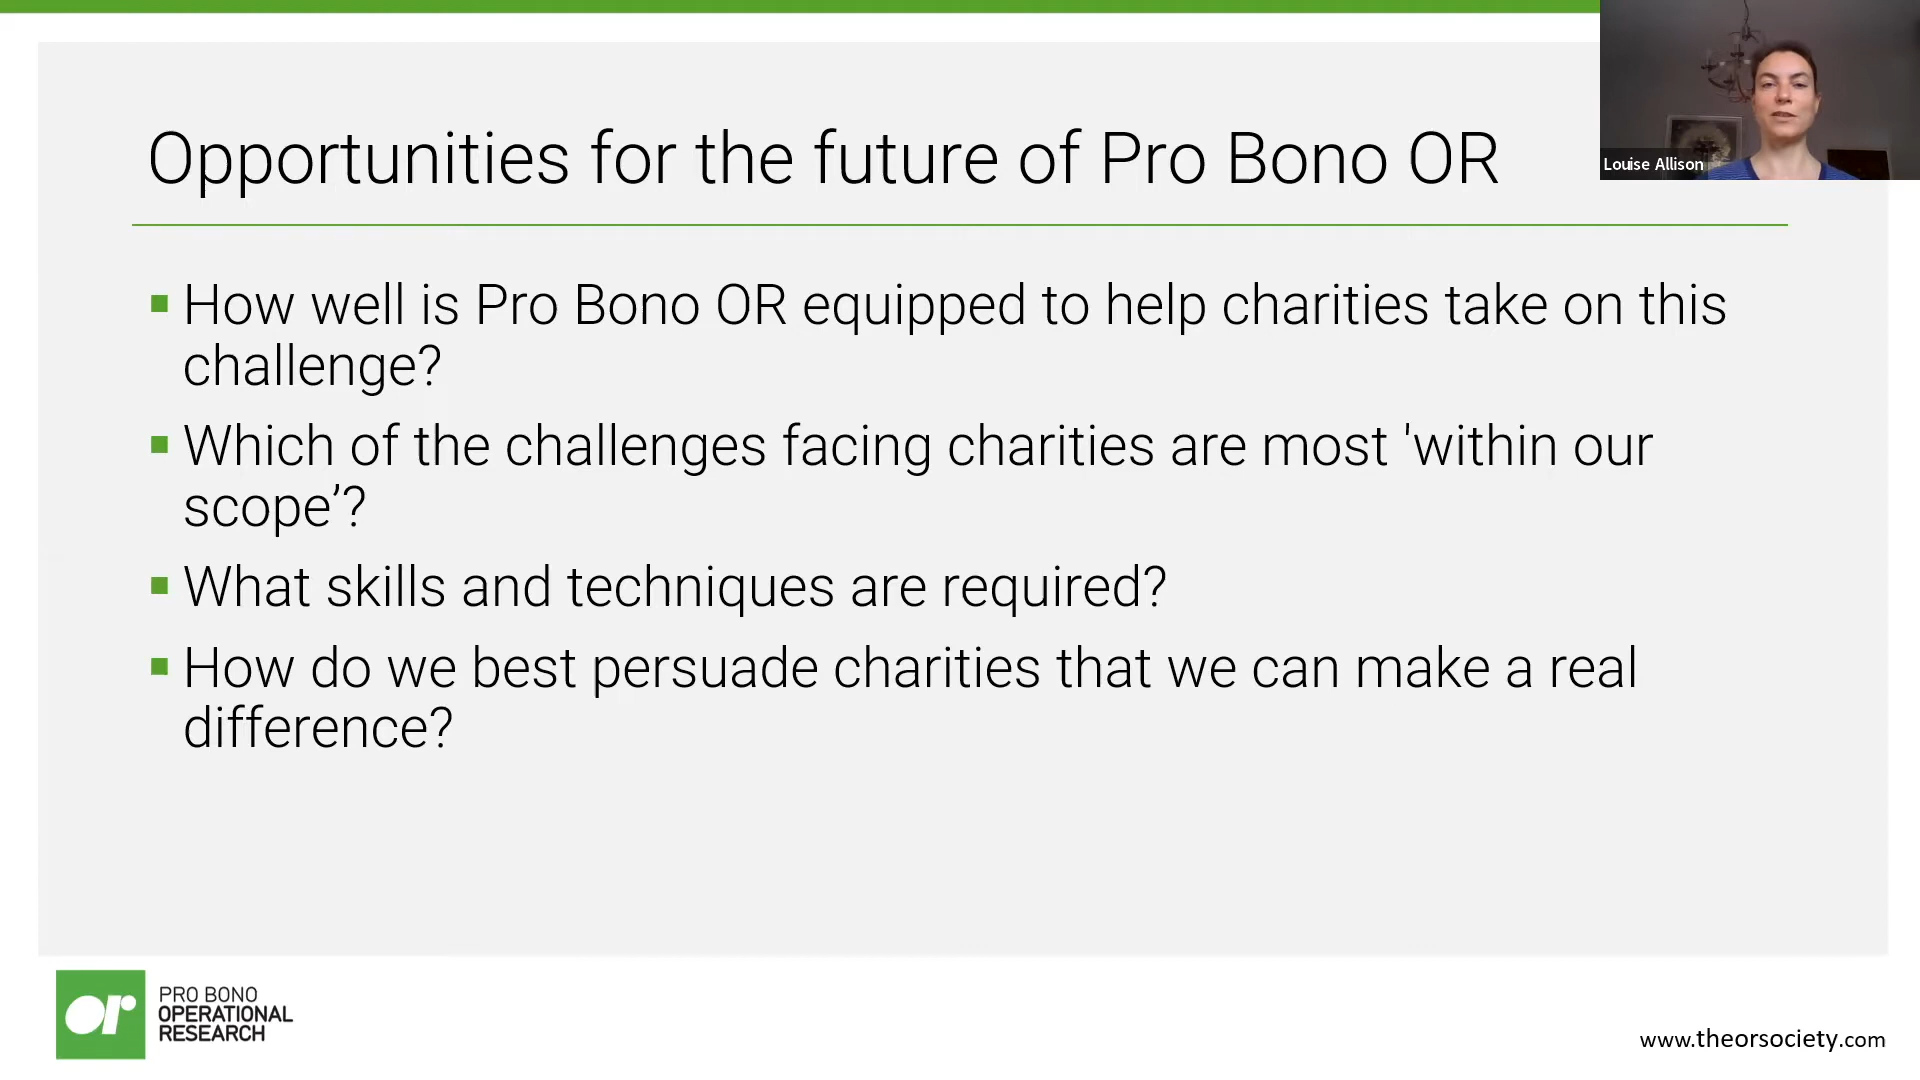 Opportunities for the future of Pro Bono OR
Louise Allison
▪ How well is Pro Bono OR equipped to help charities take on this
challenge?
▪ Which of the challenges facing charities are most 'within our
scope’?
▪ What skills and techniques are required?
▪ How do we best persuade charities that we can make a real
difference?
or
PRO BONO
OPERATIONAL
RESEARCH
www.theorsociety.com